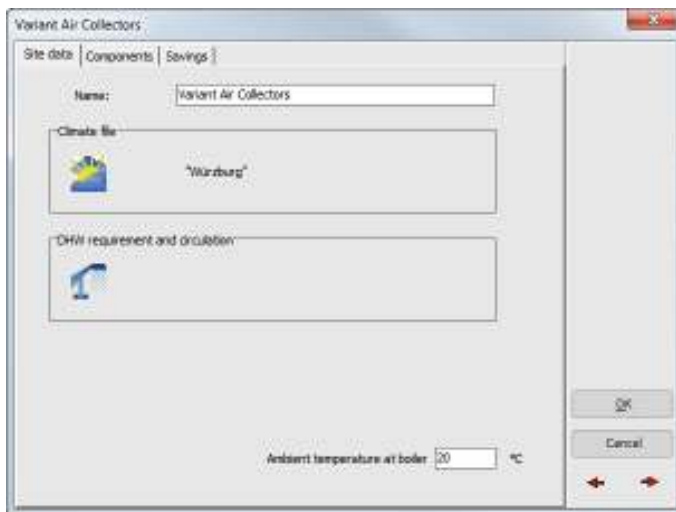 Variant Air Collectors
Site data Components Savings
Name: Variant Air Collectors
Climate file
"Würzburg"
DHW requirement and circulation
OK
Cancel
Ambient temperature at boiler 20 °C